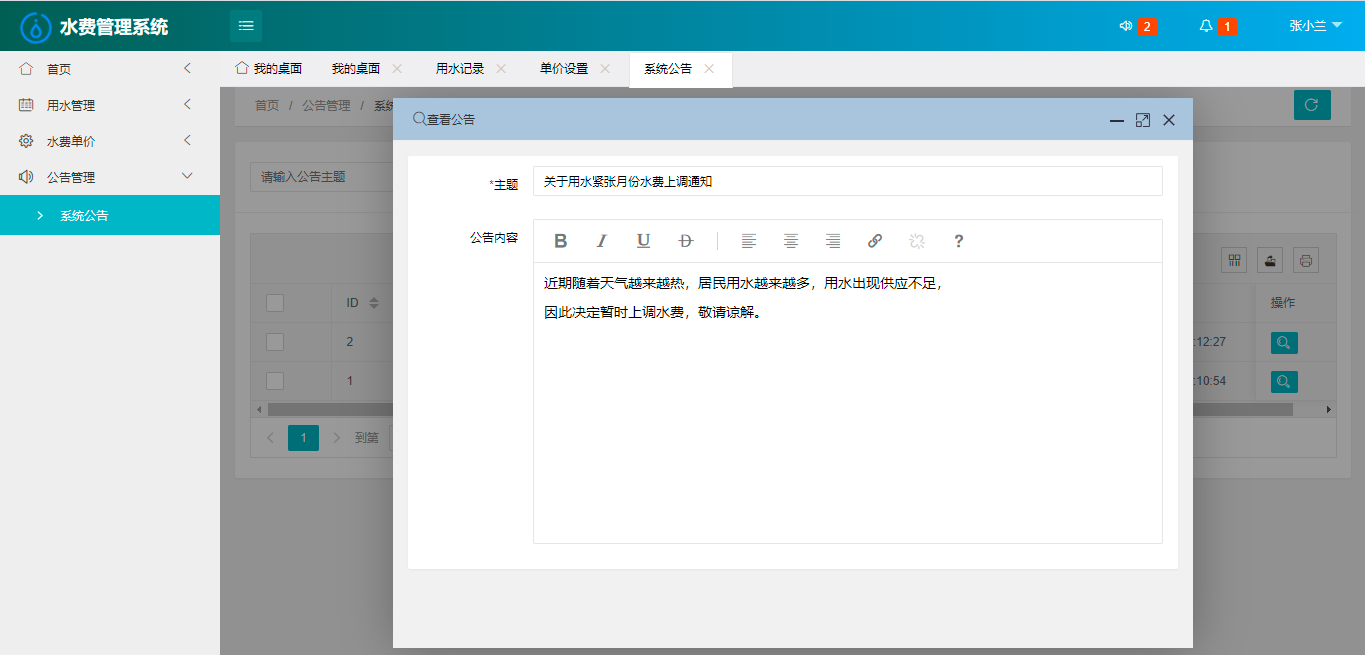 水费管理系统
2
1
张小兰
首页
用水管理
水费单价
公告管理
系统公告
我的桌面
我的桌面
用水记录
单价设置
系统公告
首页 / 公告管理 / 系统
请输入公告主题
ID
操作
2
:12:27
1
:10:54
1
到第
查看公告
*主题
关于用水紧张月份水费上调通知
公告内容
B I U D ?
近期随着天气越来越热，居民用水越来越多，用水出现供应不足，
因此决定暂时上调水费，敬请谅解。